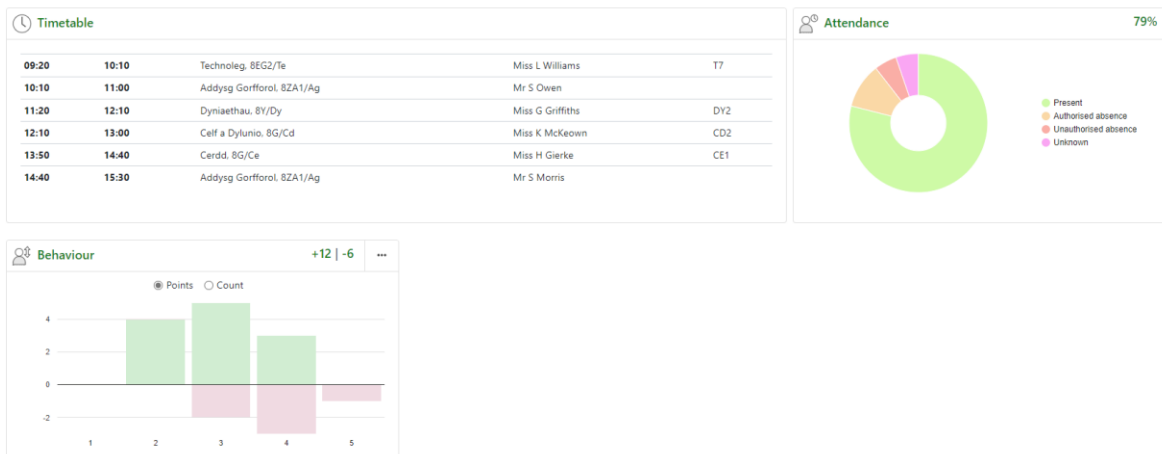 Timetable
09:20 10:10 Technoleg, 8EG2/Te Miss L Williams T7
10:10 11:00 Addysg Gorfforol, 8ZA1/Ag Mr S Owen
11:20 12:10 Dyniaethau, 8Y/Dy Miss G Griffiths DY2
12:10 13:00 Celf a Dylunio, 8G/Cd Miss K McKeown CD2
13:50 14:40 Cerdd, 8G/Ce Miss H Gierke CE1
14:40 15:30 Addysg Gorfforol, 8ZA1/Ag Mr S Morris
Attendance 79%
Present
Authorised absence
Unauthorised absence
Unknown
Behaviour +12 | -6 ...
Points Count
4
2
0
-2
1 2 3 4 5